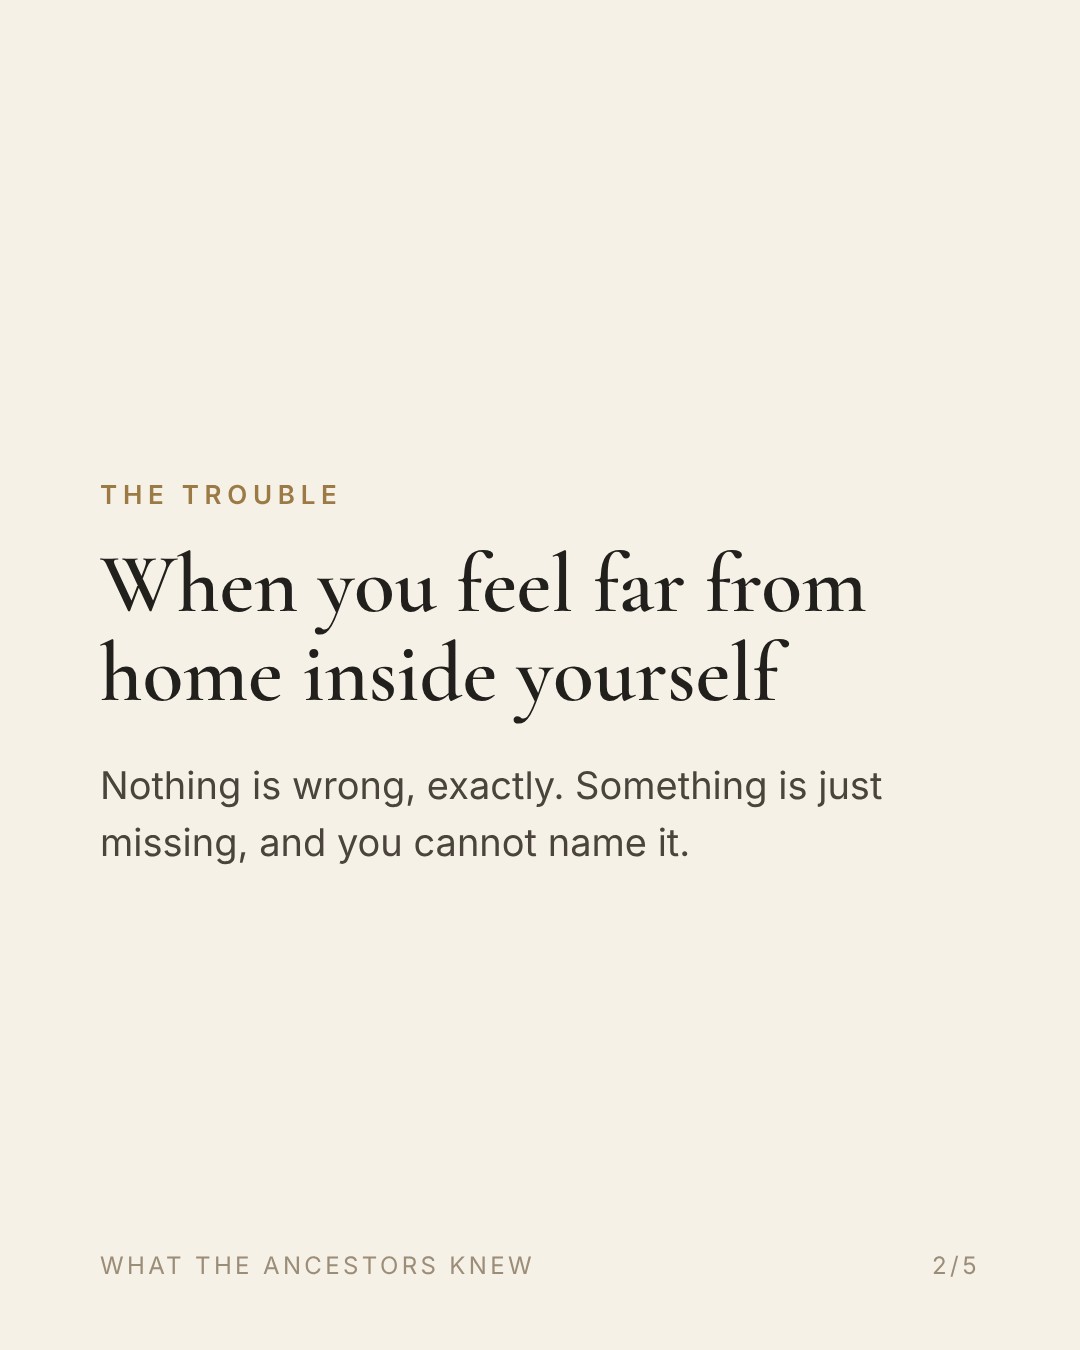 THE TROUBLE
When you feel far from
home inside yourself
Nothing is wrong, exactly. Something is just
missing, and you cannot name it.
WHAT THE ANCESTORS KNEW
2/5